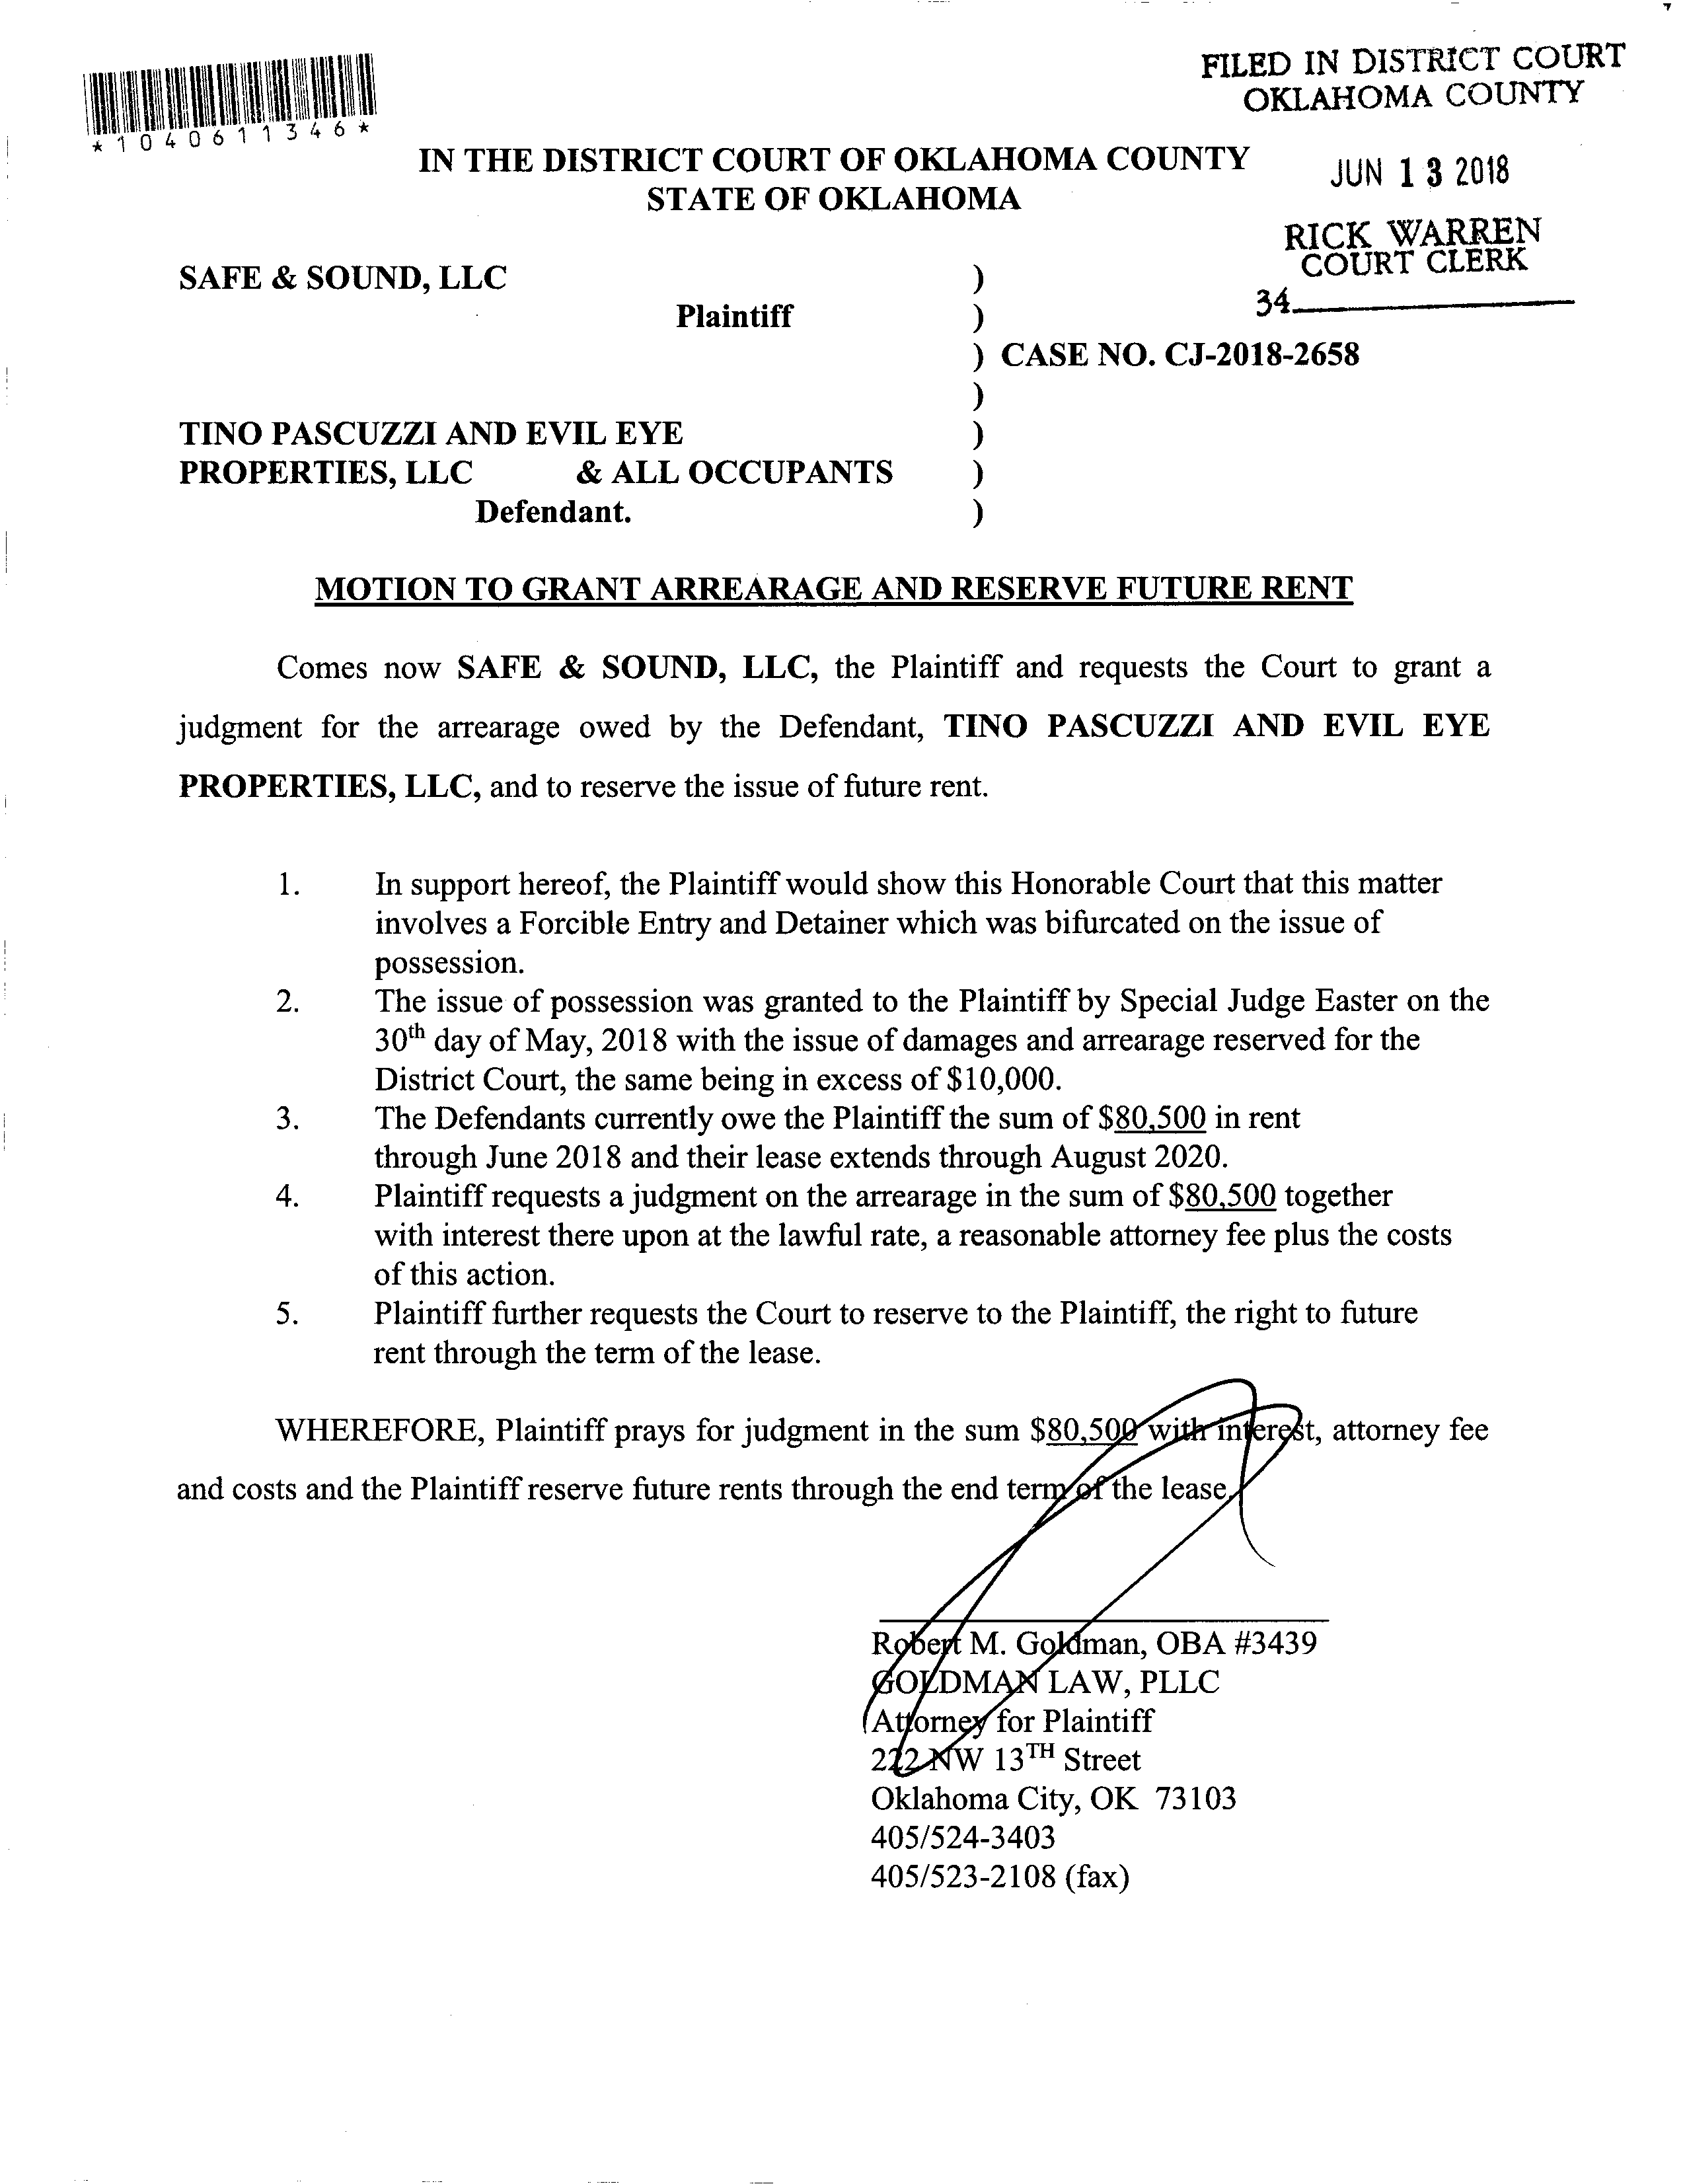 FILED IN DISTRICT COURT
OKLAHOMA COUNTY
*1040611346*
IN THE DISTRICT COURT OF OKLAHOMA COUNTY
STATE OF OKLAHOMA
JUN 13 2018
RICK WARREN
COURT CLERK
34
SAFE & SOUND, LLC )
Plaintiff )
) CASE NO. CJ-2018-2658
)
TINO PASCUZZI AND EVIL EYE )
PROPERTIES, LLC & ALL OCCUPANTS )
Defendant. )
MOTION TO GRANT ARREARAGE AND RESERVE FUTURE RENT
Comes now SAFE & SOUND, LLC, the Plaintiff and requests the Court to grant a
judgment for the arrearage owed by the Defendant, TINO PASCUZZI AND EVIL EYE
PROPERTIES, LLC, and to reserve the issue of future rent.
1. In support hereof, the Plaintiff would show this Honorable Court that this matter
involves a Forcible Entry and Detainer which was bifurcated on the issue of
possession.
2. The issue of possession was granted to the Plaintiff by Special Judge Easter on the
30th day of May, 2018 with the issue of damages and arrearage reserved for the
District Court, the same being in excess of $10,000.
3. The Defendants currently owe the Plaintiff the sum of $80,500 in rent
through June 2018 and their lease extends through August 2020.
4. Plaintiff requests a judgment on the arrearage in the sum of $80,500 together
with interest there upon at the lawful rate, a reasonable attorney fee plus the costs
of this action.
5. Plaintiff further requests the Court to reserve to the Plaintiff, the right to future
rent through the term of the lease.
WHEREFORE, Plaintiff prays for judgment in the sum $80,500 with interest, attorney fee
and costs and the Plaintiff reserve future rents through the end term of the lease.
Robert M. Goldman, OBA #3439
GOLDMAN LAW, PLLC
Attorney for Plaintiff
222 NW 13TH Street
Oklahoma City, OK 73103
405/524-3403
405/523-2108 (fax)